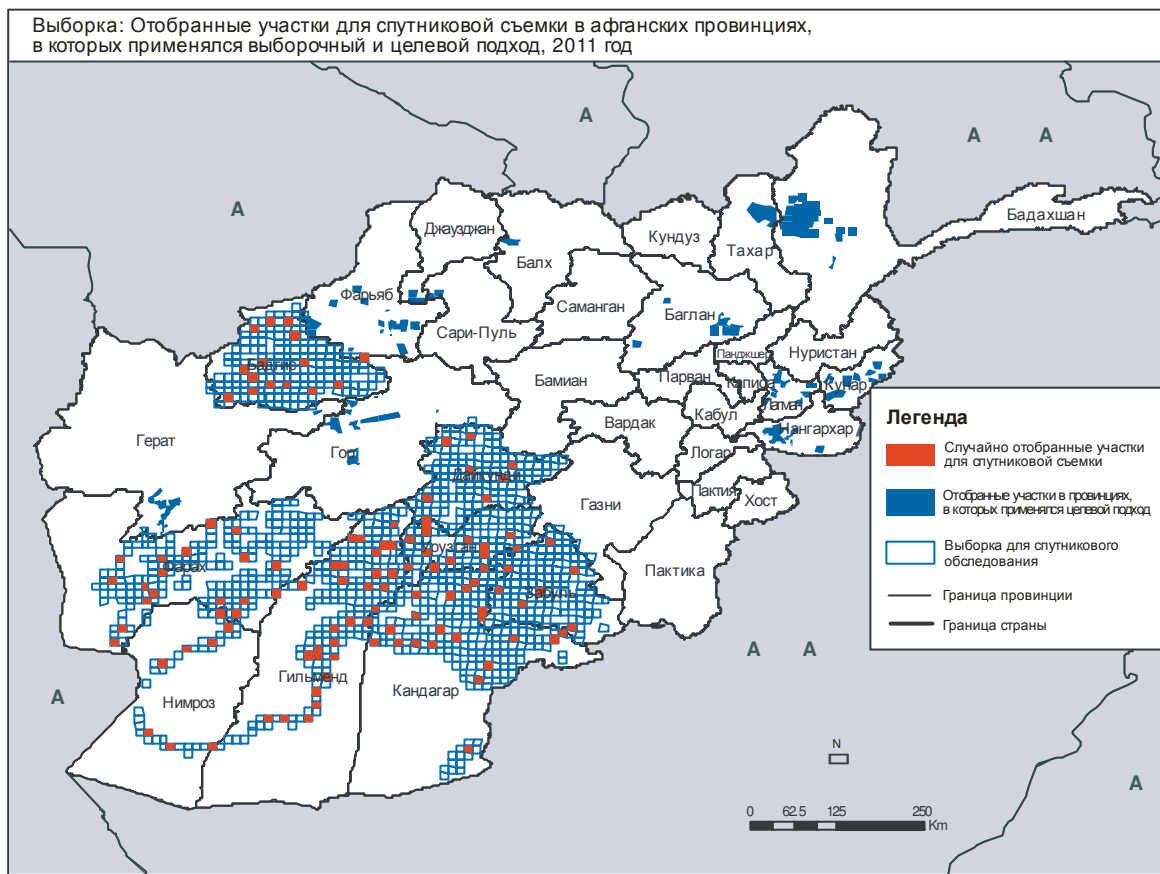 Выборка: Отобранные участки для спутниковой съемки в афганских провинциях,
в которых применялся выборочный и целевой подход, 2011 год
А
А
А
А
Бадахшан
Джаузджан
Кундуз
Тахар
Балх
Фарьяб
Саманган
Баглан
Сари-Пуль
Панджшер
Нуристан
Бадгир
Бамиан
Парван
Каписа
Кунар
Лагман
Кабул
Вардак
Нангархар
Герат
Гор
Логар
Дайкунди
Пактия
Хост
Газни
Урузган
Фарах
Пактика
Забуль
Гильменд
Кандагар
Нимроз
А
А
А
А
Легенда
Случайно отобранные участки
для спутниковой съемки
Отобранные участки в провинциях,
в которых применялся целевой подход
Выборка для спутникового
обследования
Граница провинции
Граница страны
N
0 62.5 125 250
Km